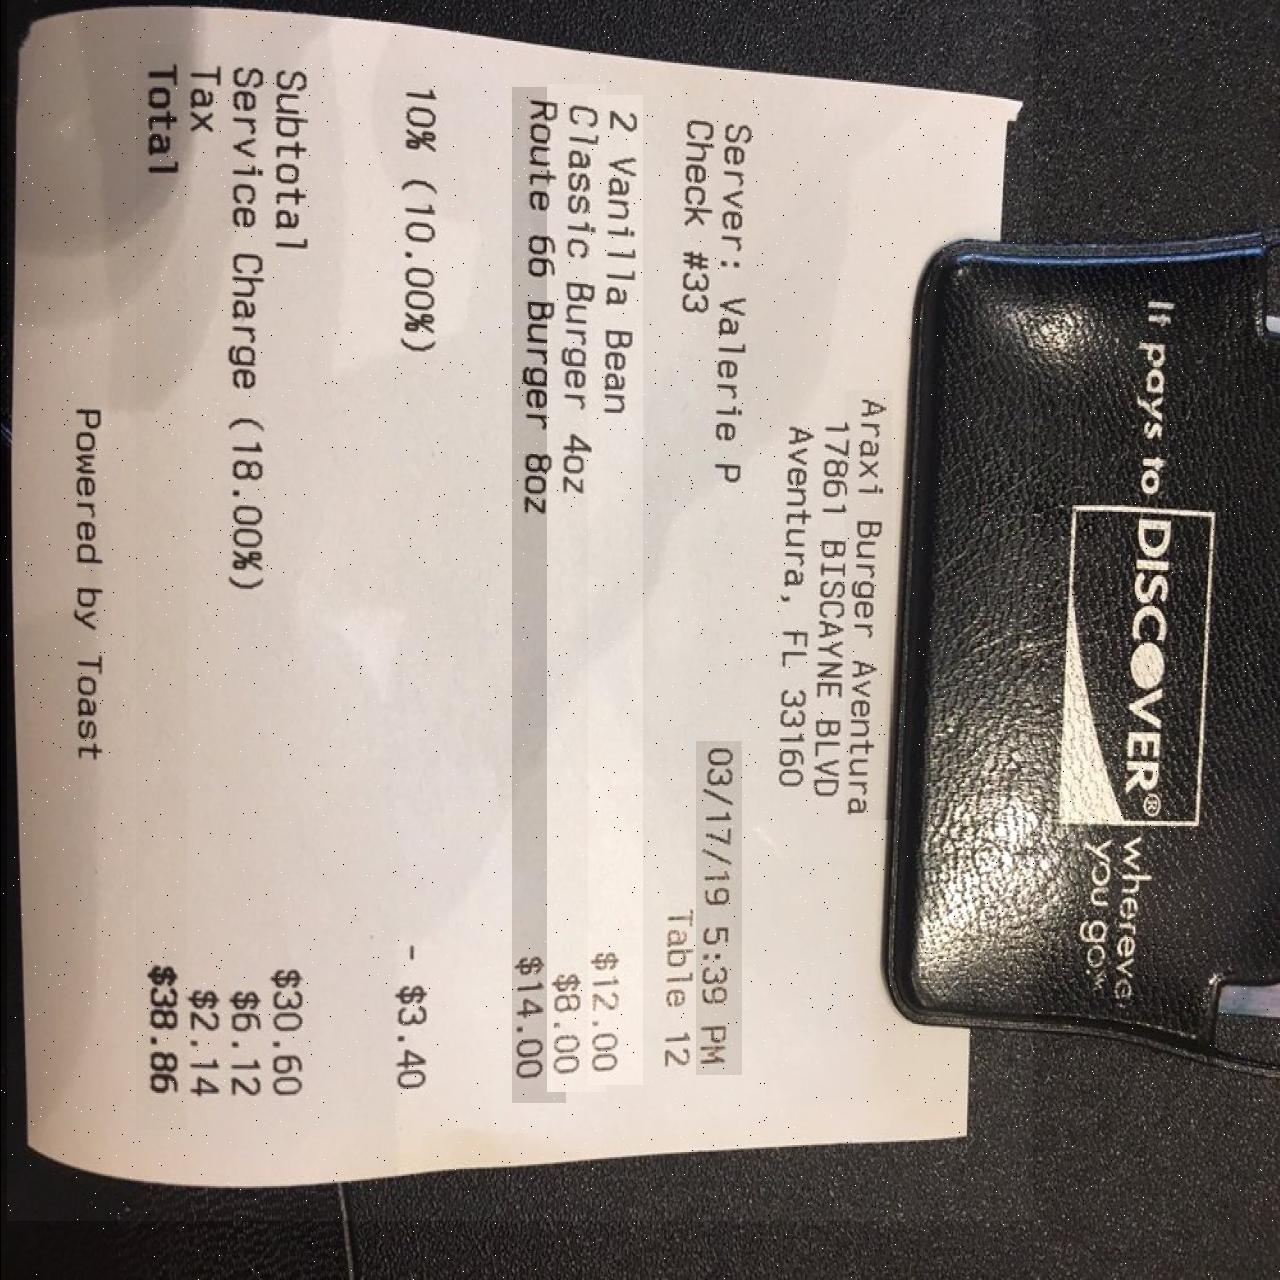 It pays to DISCOVER® whereve
you go.
Araxi Burger Aventura
17861 BISCAYNE BLVD
Aventura, FL 33160
Server: Valerie P 03/17/19 5:39 PM
Check #33 Table 12
2 Vanilla Bean $12.00
Classic Burger 4oz $8.00
Route 66 Burger 8oz $14.00
10% (10.00%) - $3.40
Subtotal $30.60
Service Charge (18.00%) $6.12
Tax $2.14
Total $38.86
Powered by Toast